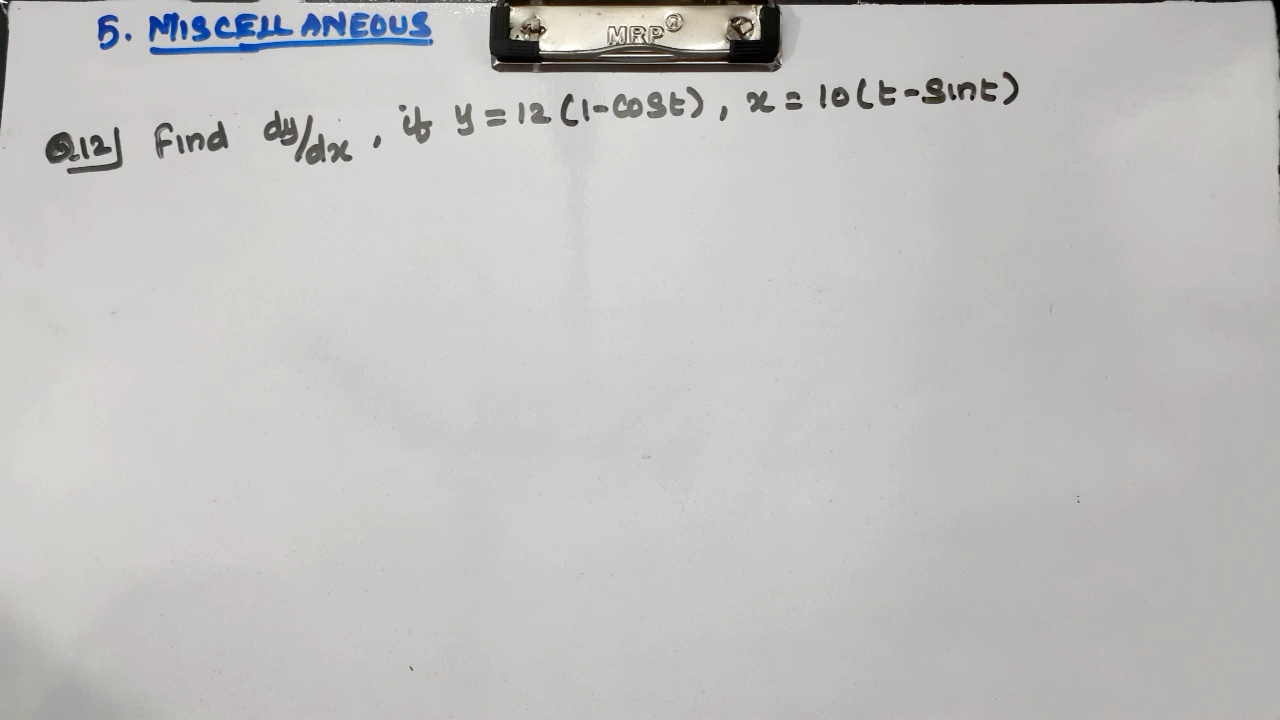 5. MISCELLANEOUS
MRP®
Q.12] Find dy/dx, if y = 12 (1-cost), x = 10(t-sint)